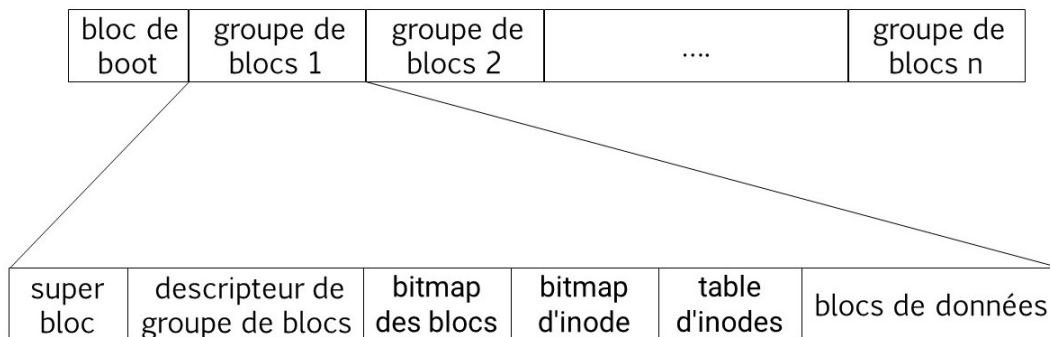 bloc de
boot
groupe de
blocs 1
groupe de
blocs 2
....
groupe de
blocs n
super
bloc
descripteur de
groupe de blocs
bitmap
des blocs
bitmap
d'inode
table
d'inodes
blocs de données